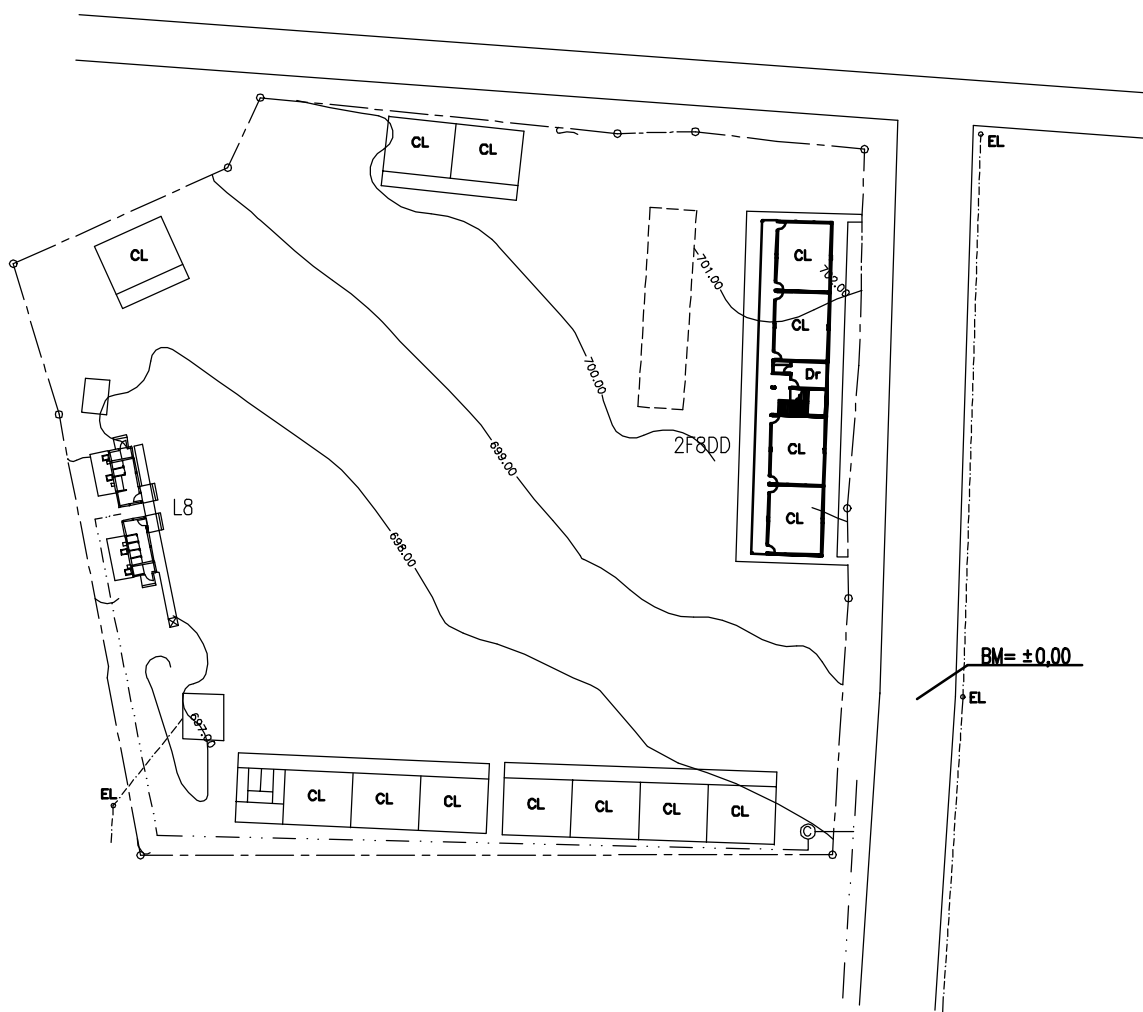 CL
CL
EL
CL
CL
701.00
702.00
CL
700.00
Dr
2F8DD
699.00
CL
L8
CL
698.00
BM= ±0,00
EL
697.00
EL
CL
CL
CL
CL
CL
CL
CL
C